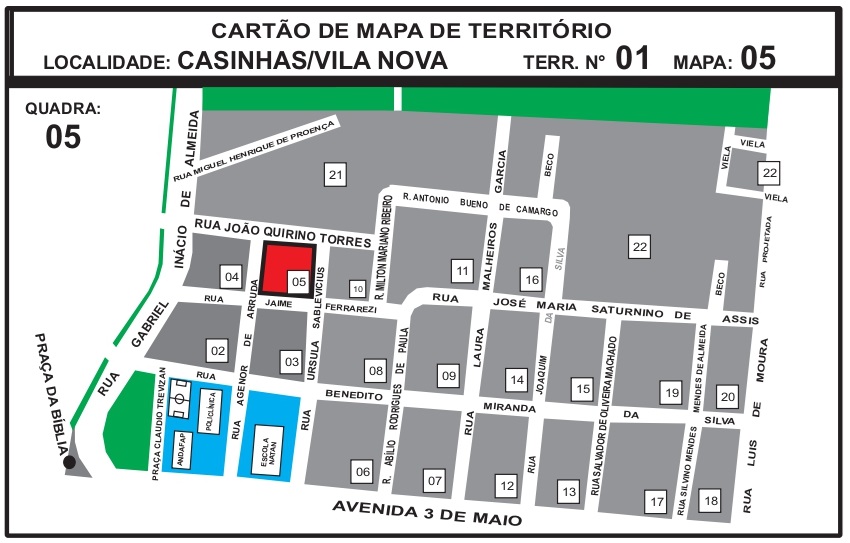 CARTÃO DE MAPA DE TERRITÓRIO
LOCALIDADE: CASINHAS/VILA NOVA TERR. N° 01 MAPA: 05
QUADRA:
05
RUA GABRIEL INÁCIO DE ALMEIDA
RUA MIGUEL HENRIQUE DE PROENÇA
21
GARCIA
BECO
VIELA
VIELA
22
VIELA
R. ANTONIO BUENO DE CAMARGO
R. MILTON MARIANO RIBEIRO
RUA PROJETADA
RUA JOÃO QUIRINO TORRES
22
SILVA
MALHEIROS
04
05
10
11
16
BECO
RUA JAIME FERRAREZI
RUA JOSÉ MARIA SATURNINO DE ASSIS
DA
RUA AGENOR DE ARRUDA
RUA URSULA SABLEVICIUS
02
03
08
09
14
15
19
20
R. ABÍLIO RODRIGUES DE PAULA
RUA LAURA
RUA JOAQUIM
RUA SALVADOR DE OLIVEIRA MACHADO
RUA SILVINO MENDES
MENDES DE ALMEIDA
RUA LUIS DE MOURA
RUA BENEDITO MIRANDA DA SILVA
PRAÇA DA BÍBLIA
PRAÇA CLAUDIO TREVIZAN
POLICLÍNICA
ANDAFAP
ESCOLA
NATAN
06
07
12
13
17
18
AVENIDA 3 DE MAIO